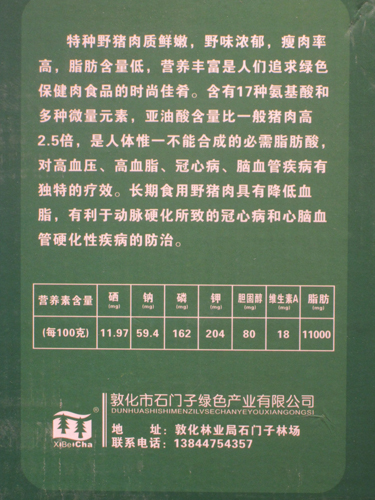 特种野猪肉质鲜嫩，野味浓郁，瘦肉率
高，脂肪含量低，营养丰富是人们追求绿色
保健肉食品的时尚佳肴。含有17种氨基酸和
多种微量元素，亚油酸含量比一般猪肉高
2.5倍，是人体惟一不能合成的必需脂肪酸，
对高血压、高血脂、冠心病、脑血管疾病有
独特的疗效。长期食用野猪肉具有降低血
脂，有利于动脉硬化所致的冠心病和心脑血
管硬化性疾病的防治。
营养素含量 硒(mg) 钠(mg) 磷(mg) 钾(mg) 胆固醇(mg) 维生素A(mg) 脂肪(mg)
(每100克) 11.97 59.4 162 204 80 18 11000
敦化市石门子绿色产业有限公司
DUNHUASHISHIMENZILVSECHANYEYOUXIANGONGSI
地 址：敦化林业局石门子林场
联系电话：13844754357
XiBeiCha